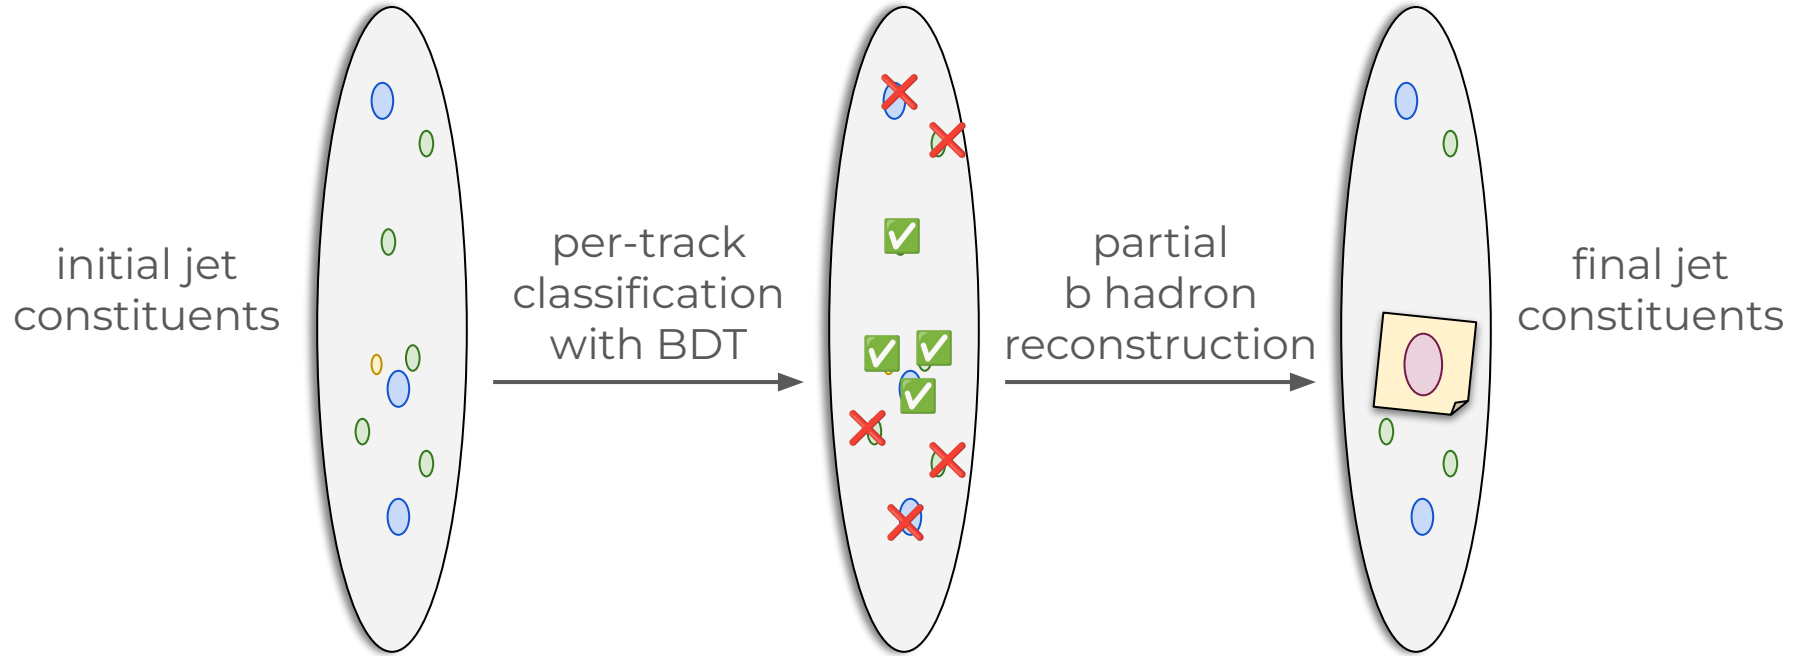 initial jet
constituents
per-track
classification
with BDT
partial
b hadron
reconstruction
final jet
constituents